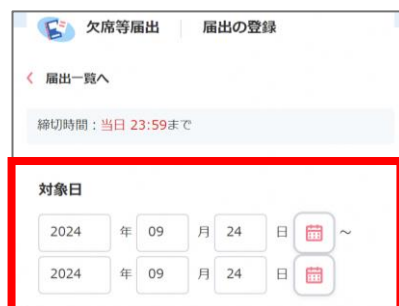 欠席等届出 届出の登録
届出一覧へ
締切時間：当日 23:59まで
対象日
2024 年 09 月 24 日 ～
2024 年 09 月 24 日